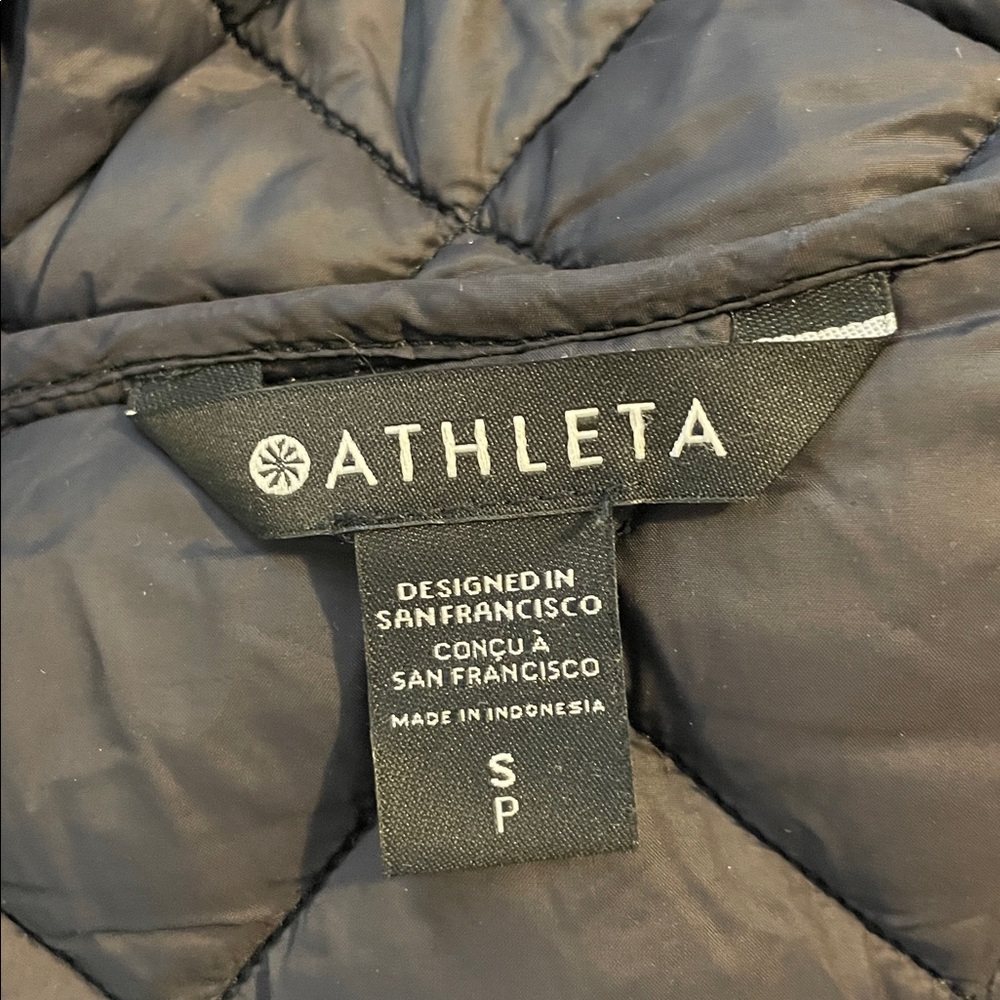 ATHLETA
DESIGNED IN
SAN FRANCISCO
CONÇU À
SAN FRANCISCO
MADE IN INDONESIA
S
P